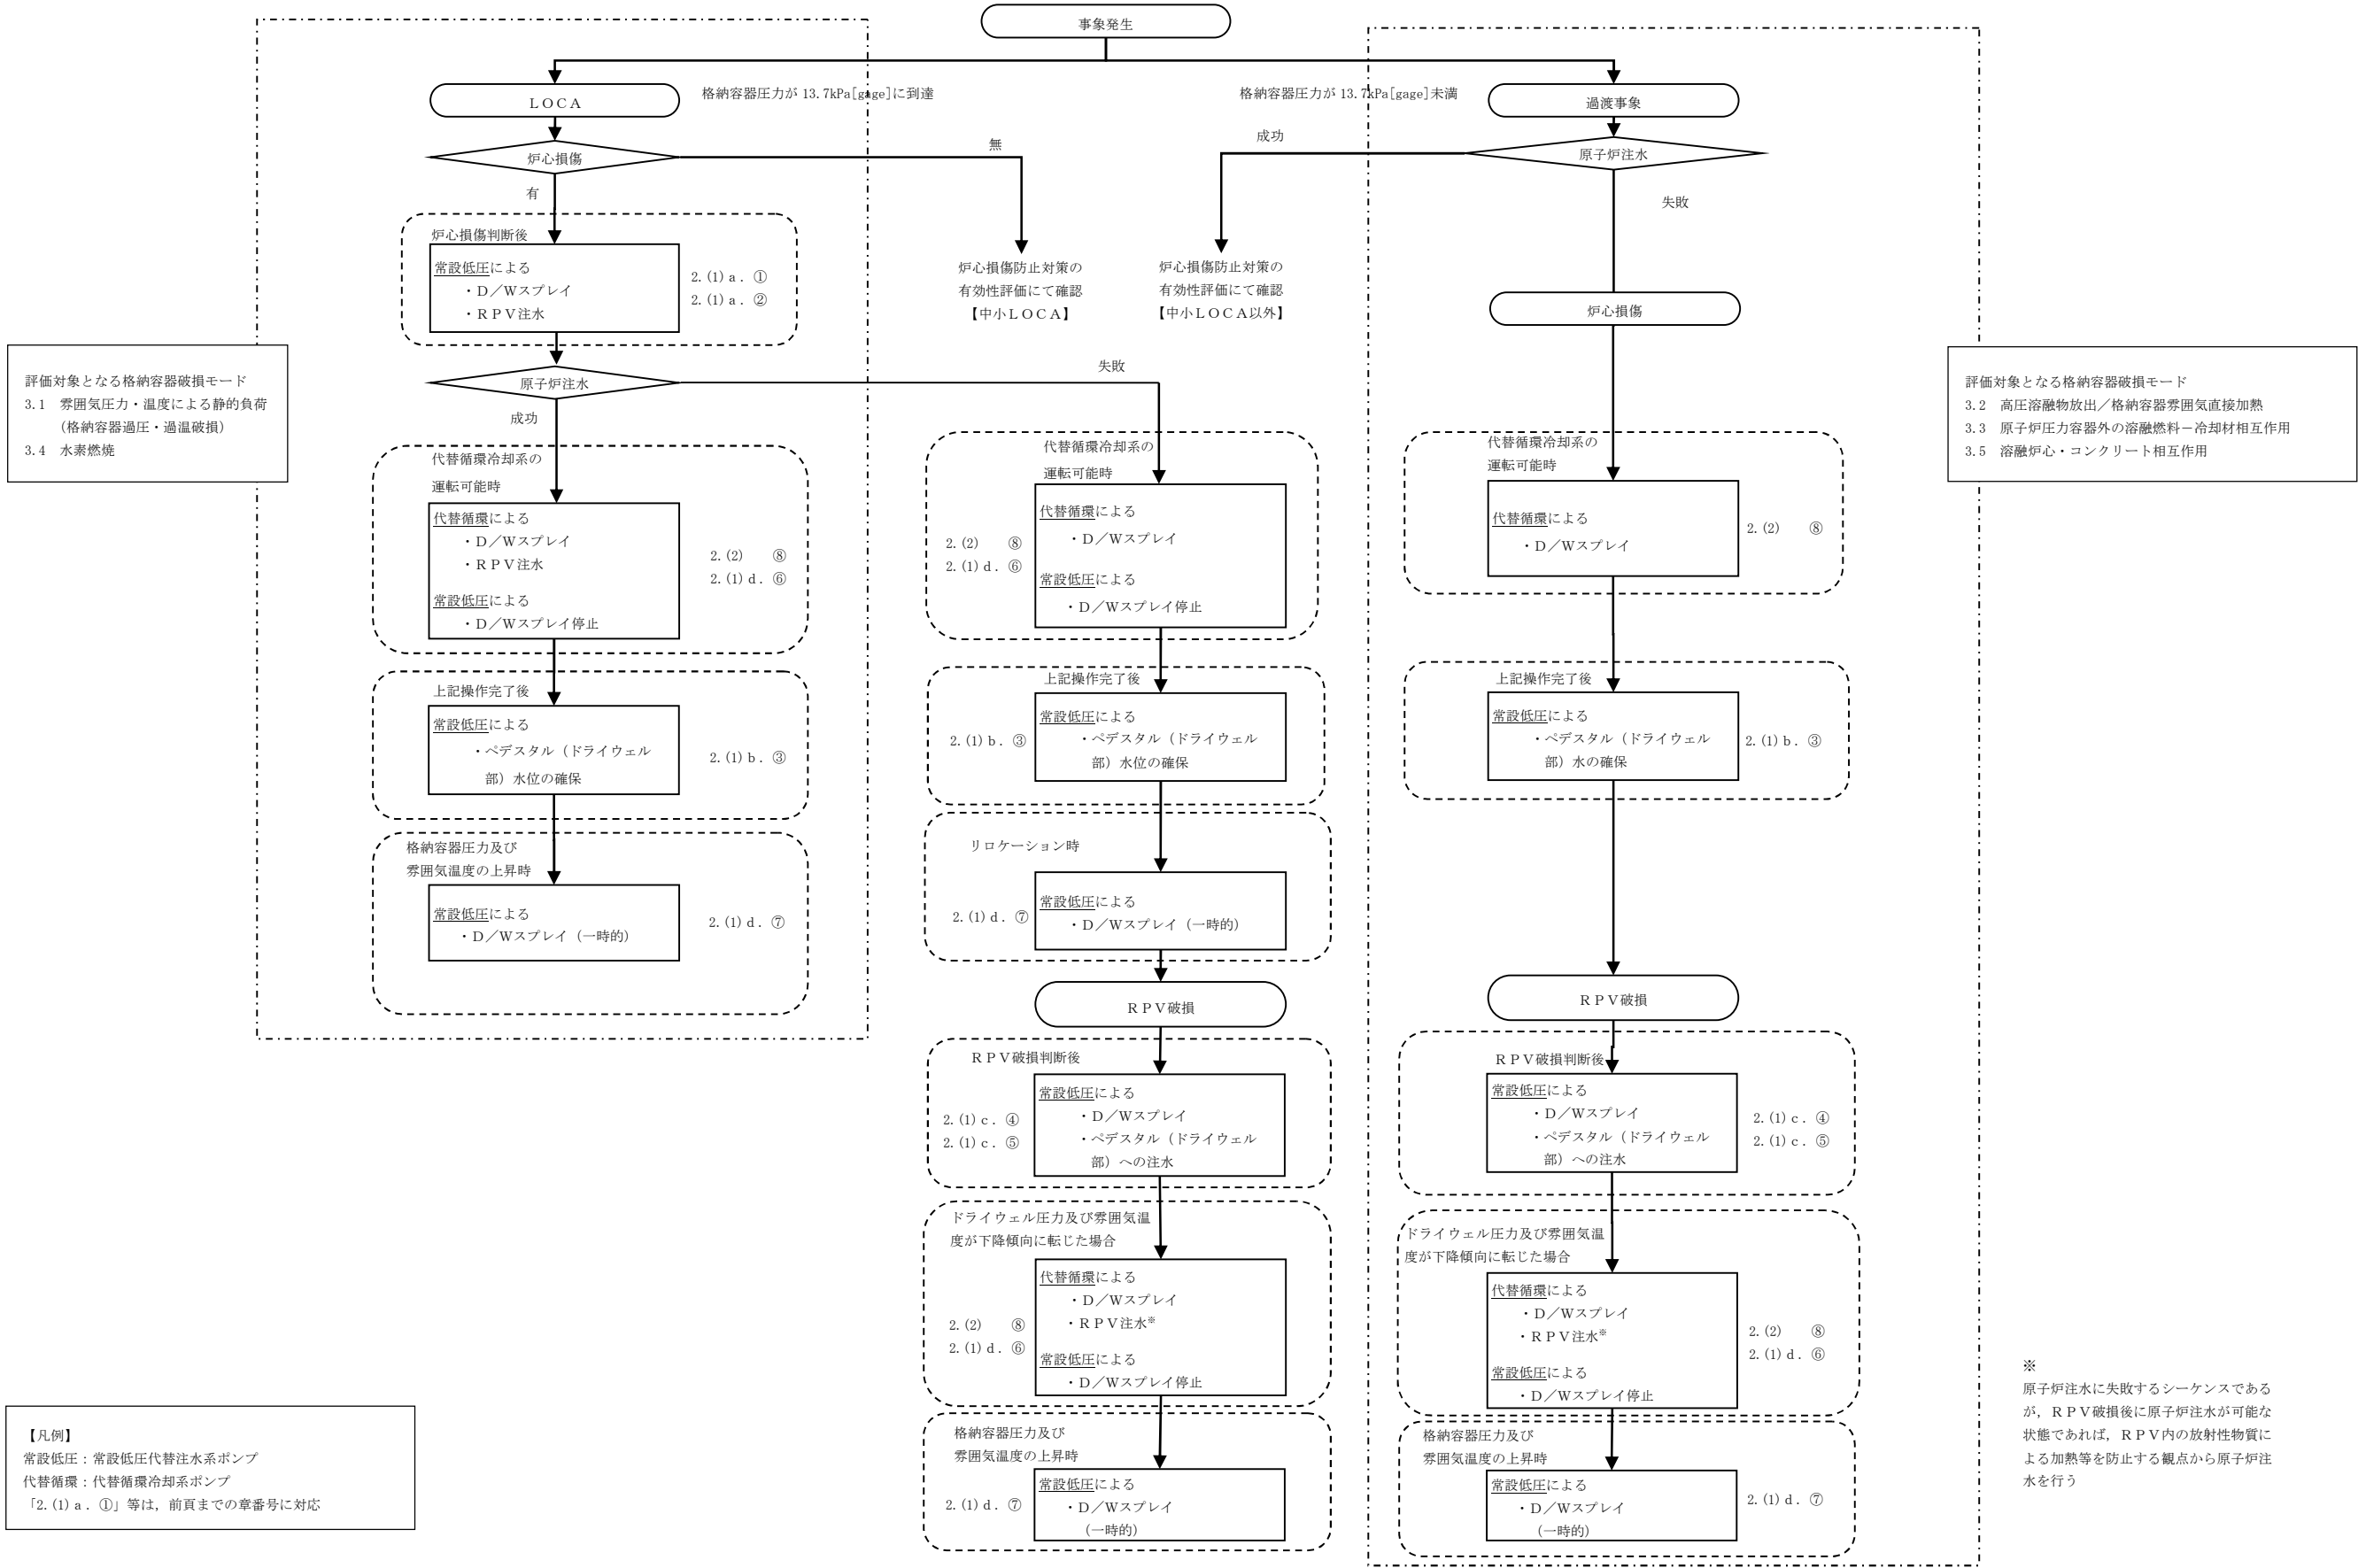 事象発生
LOCA
格納容器圧力が 13.7kPa[gage]に到達
格納容器圧力が 13.7kPa[gage]未満
過渡事象
炉心損傷
無
有
成功
原子炉注水
失敗
炉心損傷判断後
常設低圧による
・D/Wスプレイ
・RPV注水
2.(1)a．①
2.(1)a．②
炉心損傷防止対策の
有効性評価にて確認
【中小LOCA】
炉心損傷防止対策の
有効性評価にて確認
【中小LOCA以外】
炉心損傷
評価対象となる格納容器破損モード
3.1　雰囲気圧力・温度による静的負荷
（格納容器過圧・過温破損）
3.4　水素燃焼
評価対象となる格納容器破損モード
3.2　高圧溶融物放出／格納容器雰囲気直接加熱
3.3　原子炉圧力容器外の溶融燃料－冷却材相互作用
3.5　溶融炉心・コンクリート相互作用
原子炉注水
失敗
成功
代替循環冷却系の
運転可能時
代替循環による
・D／Wスプレイ
・RPV注水
常設低圧による
・D／Wスプレイ停止
2.(2)　　⑧
2.(1)d．⑥
上記操作完了後
常設低圧による
・ペデスタル（ドライウェル
部）水位の確保
2.(1)b．③
格納容器圧力及び
雰囲気温度の上昇時
常設低圧による
・D／Wスプレイ（一時的）
2.(1)d．⑦
代替循環冷却系の
運転可能時
代替循環による
・D／Wスプレイ
常設低圧による
・D／Wスプレイ停止
2.(2)　　⑧
2.(1)d．⑥
上記操作完了後
常設低圧による
・ペデスタル（ドライウェル
部）水位の確保
2.(1)b．③
リロケーション時
常設低圧による
・D／Wスプレイ（一時的）
2.(1)d．⑦
RPV破損
RPV破損判断後
常設低圧による
・D／Wスプレイ
・ペデスタル（ドライウェル
部）への注水
2.(1)c．④
2.(1)c．⑤
ドライウェル圧力及び雰囲気温
度が下降傾向に転じた場合
代替循環による
・D／Wスプレイ
・RPV注水※
常設低圧による
・D／Wスプレイ停止
2.(2)　　⑧
2.(1)d．⑥
格納容器圧力及び
雰囲気温度の上昇時
常設低圧による
・D／Wスプレイ
（一時的）
2.(1)d．⑦
代替循環冷却系の
運転可能時
代替循環による
・D／Wスプレイ
2.(2)　　⑧
上記操作完了後
常設低圧による
・ペデスタル（ドライウェル
部）水の確保
2.(1)b．③
RPV破損
RPV破損判断後
常設低圧による
・D／Wスプレイ
・ペデスタル（ドライウェル
部）への注水
2.(1)c．④
2.(1)c．⑤
ドライウェル圧力及び雰囲気温
度が下降傾向に転じた場合
代替循環による
・D／Wスプレイ
・RPV注水※
常設低圧による
・D／Wスプレイ停止
2.(2)　　⑧
2.(1)d．⑥
格納容器圧力及び
雰囲気温度の上昇時
常設低圧による
・D／Wスプレイ
（一時的）
2.(1)d．⑦
【凡例】
常設低圧：常設低圧代替注水系ポンプ
代替循環：代替循環冷却系ポンプ
「2.(1)a．①」等は，前頁までの章番号に対応
※
原子炉注水に失敗するシーケンスである
が，RPV破損後に原子炉注水が可能な
状態であれば，RPV内の放射性物質に
よる加熱等を防止する観点から原子炉注
水を行う